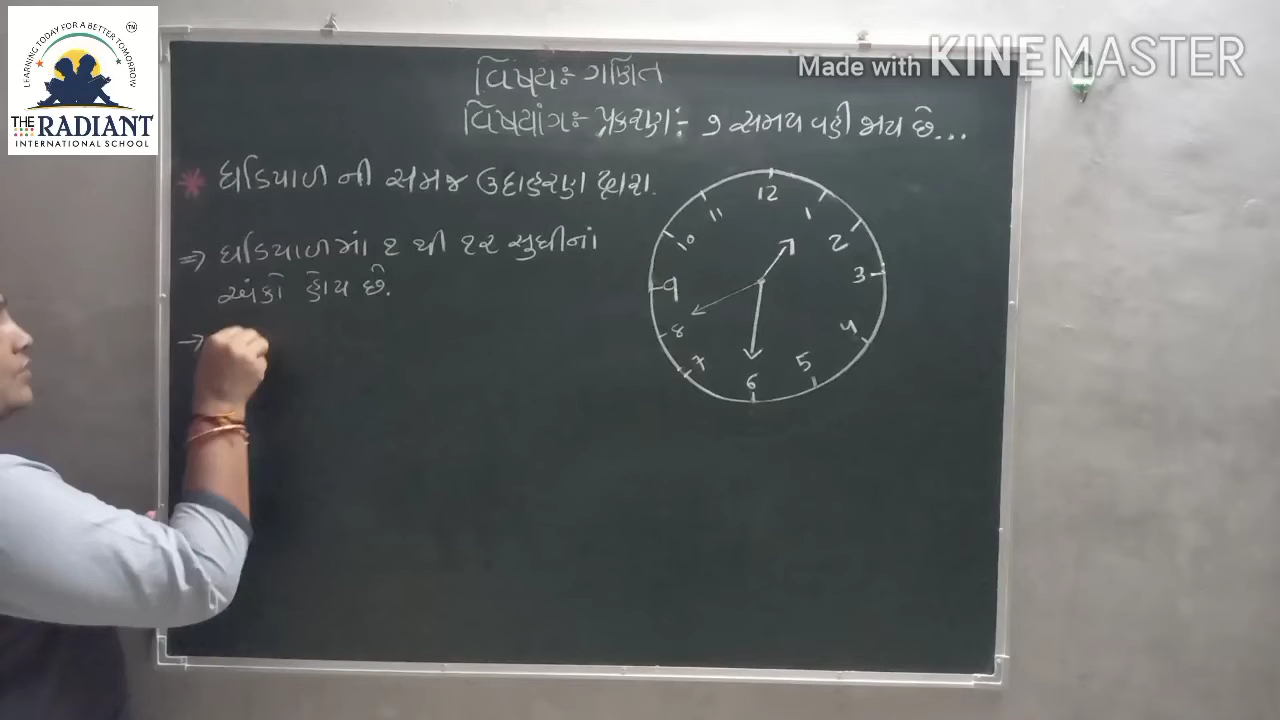 LEARNING TODAY FOR A BETTER TOMORROW
TM
THE RADIANT
INTERNATIONAL SCHOOL
Made with KINEMASTER
વિષય:- ગણિત
વિષયાંગ:- પ્રકરણ: ૭ સમય વહી જાય છે...
* ઘડિયાળ ની સમજ ઉદાહરણ દ્વારા.
⇒ ઘડિયાળમાં ૧ થી ૧૨ સુધીનાં
અંકો હોય છે.
→
12
11 1
10 2
9 3
8 4
7 5
6